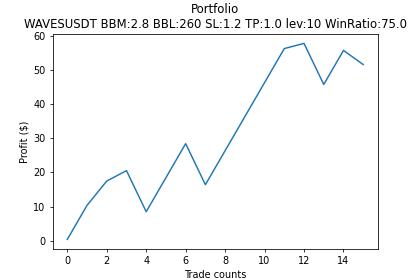 Portfolio
WAVESUSDT BBM:2.8 BBL:260 SL:1.2 TP:1.0 lev:10 WinRatio:75.0
60
50
40
30
20
10
0
Profit ($)
0 2 4 6 8 10 12 14
Trade counts